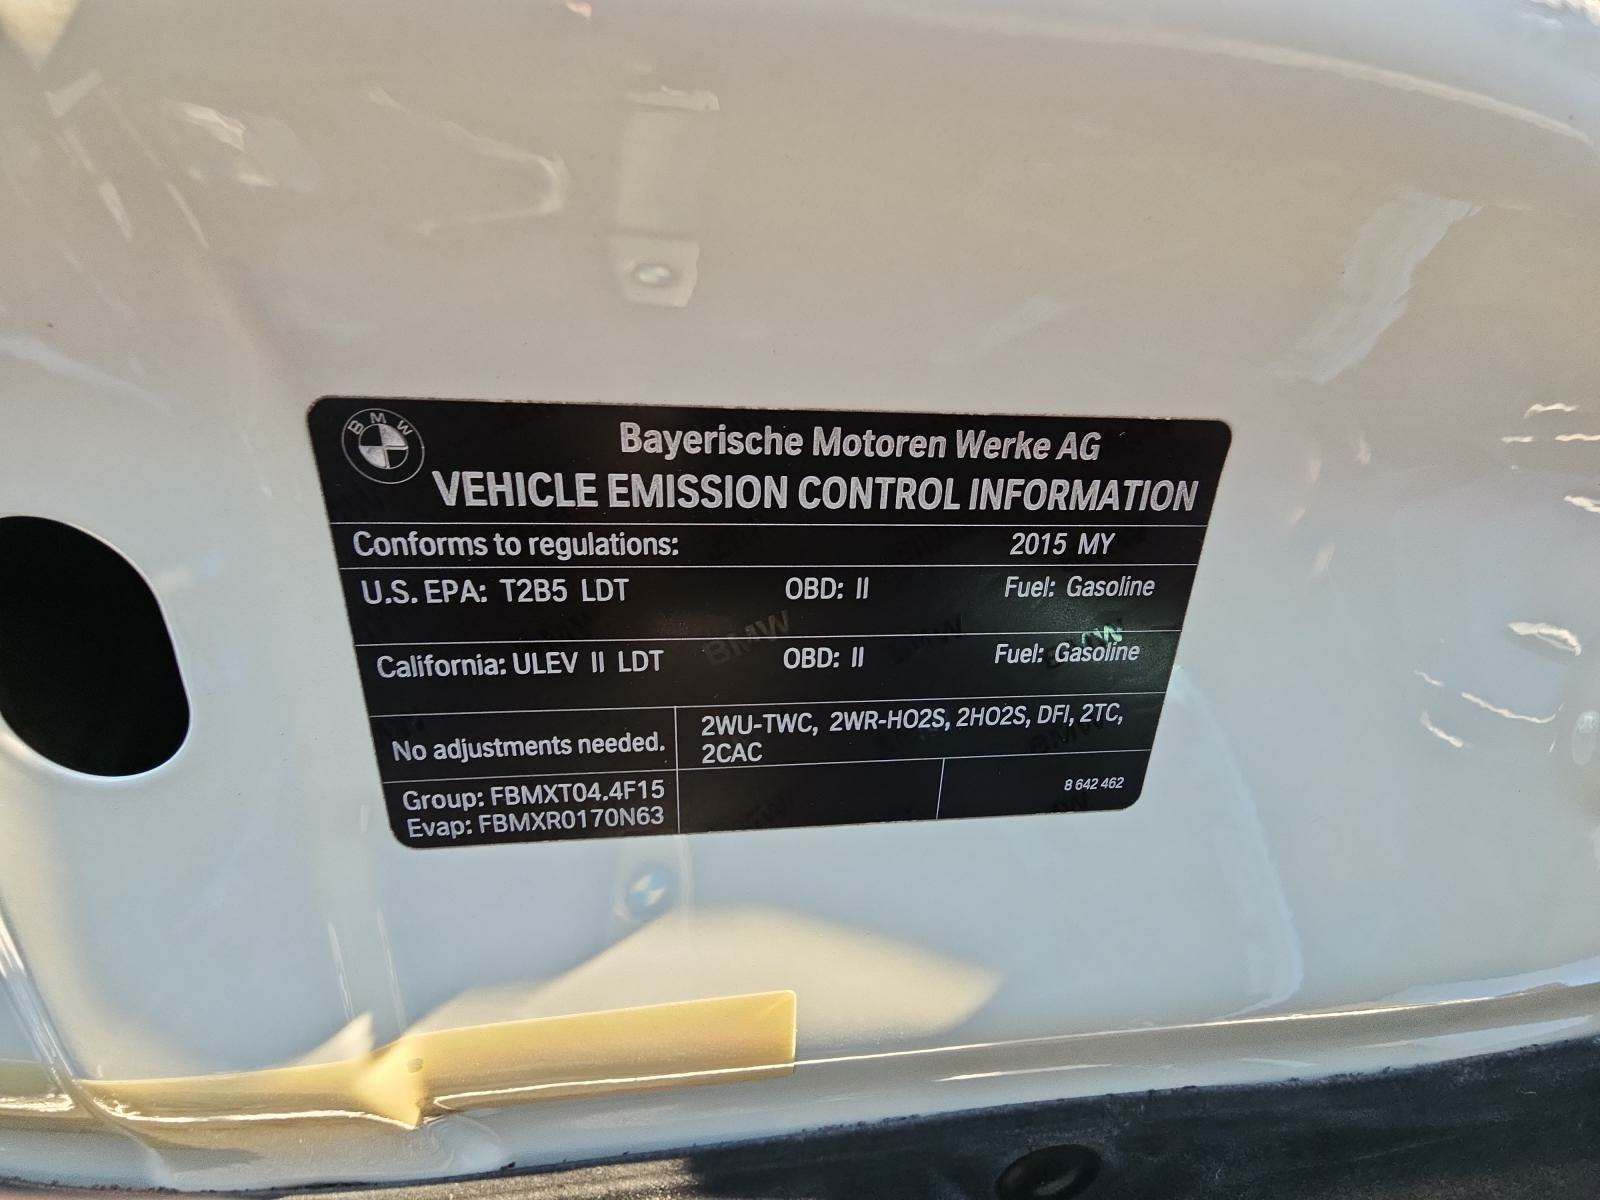 BMW
Bayerische Motoren Werke AG
VEHICLE EMISSION CONTROL INFORMATION
Conforms to regulations: 2015 MY
U.S. EPA: T2B5 LDT OBD: II Fuel: Gasoline
California: ULEV II LDT OBD: II Fuel: Gasoline
No adjustments needed.
2WU-TWC, 2WR-HO2S, 2HO2S, DFI, 2TC,
2CAC
Group: FBMXT04.4F15
Evap: FBMXR0170N63
8 642 462